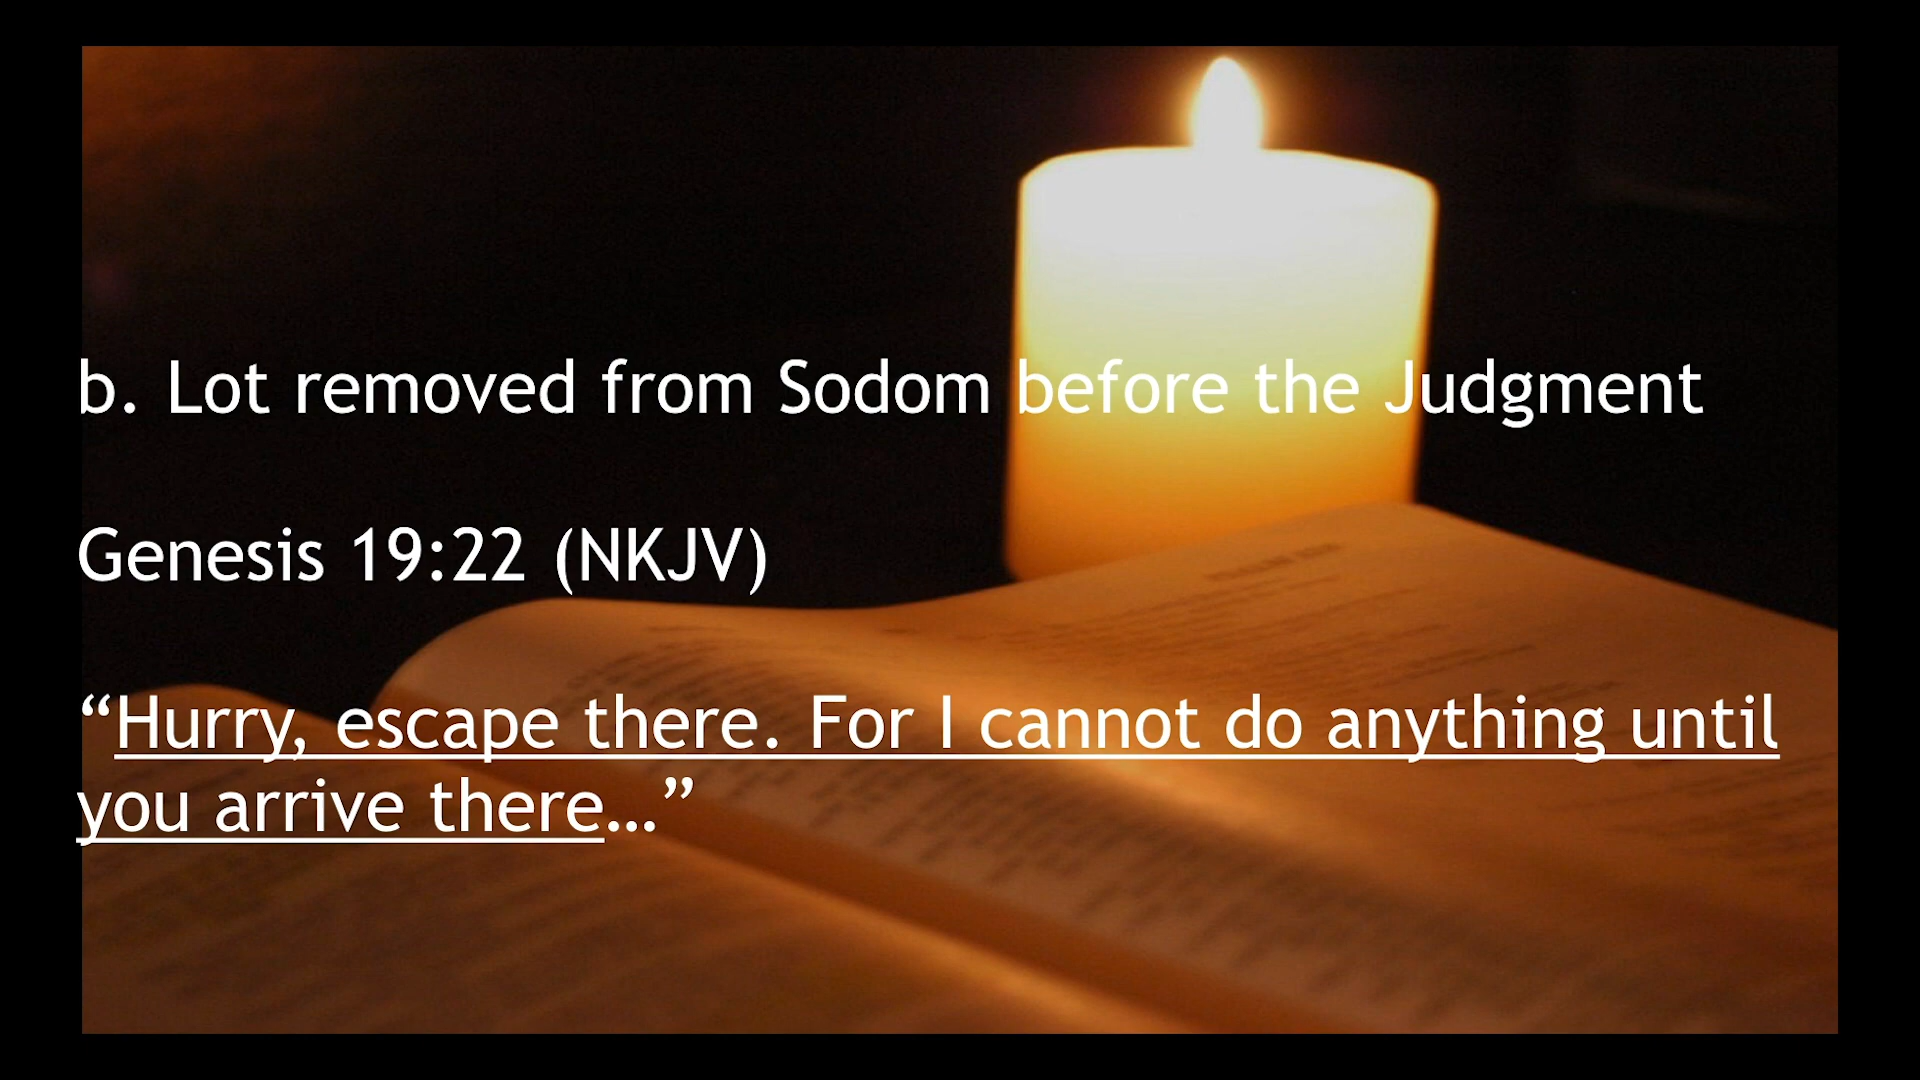 b. Lot removed from Sodom before the Judgment
Genesis 19:22 (NKJV)
“Hurry, escape there. For I cannot do anything until
you arrive there…”